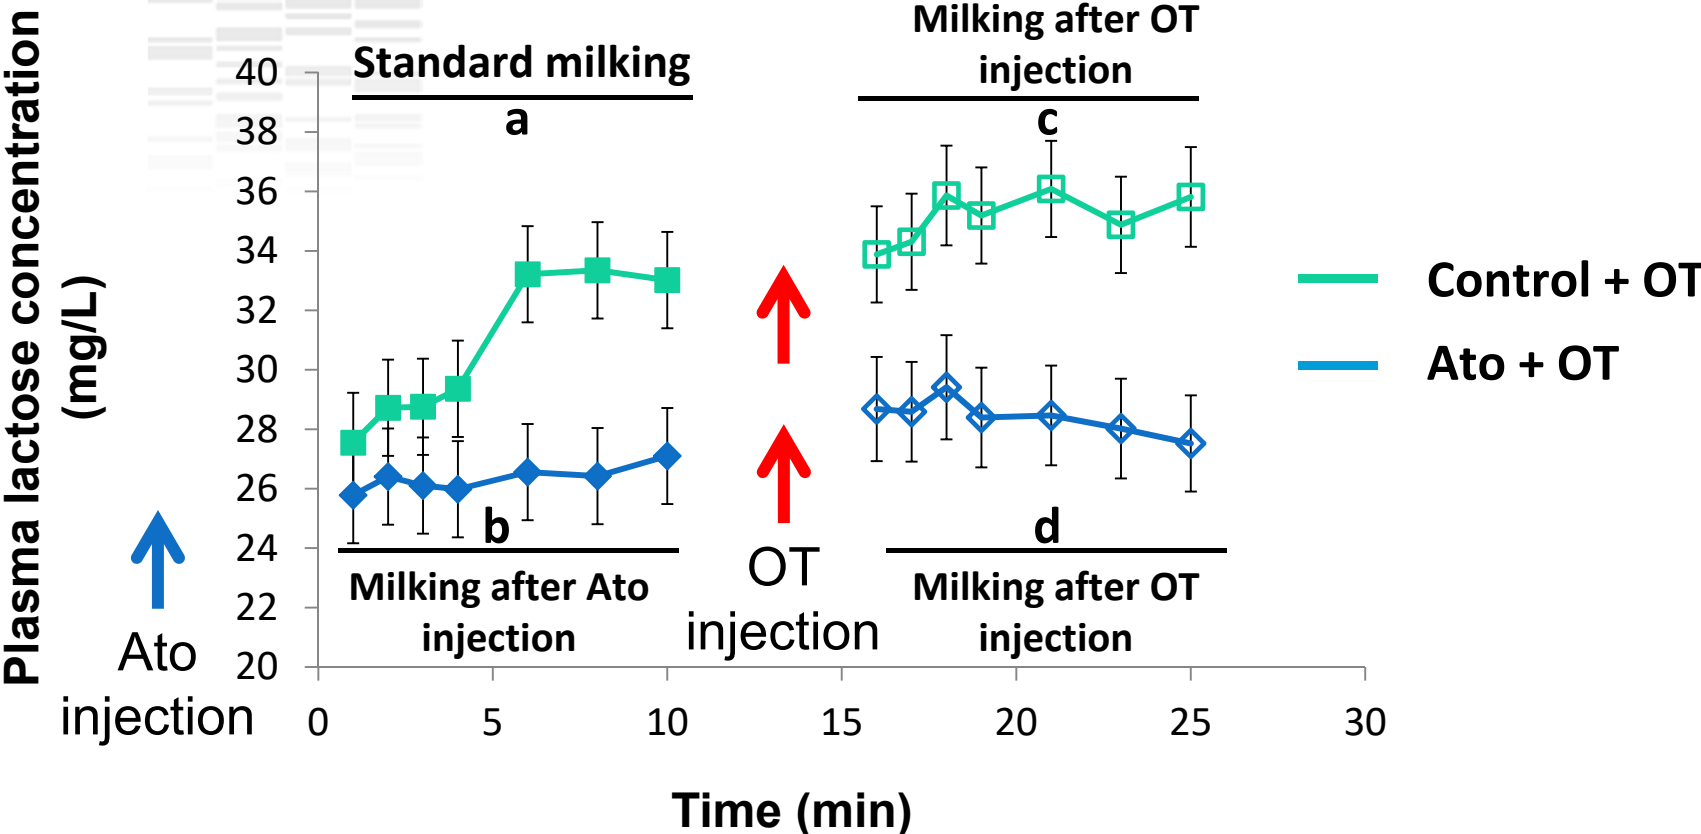 Milking after OT
injection
Standard milking
a
c
Plasma lactose concentration
(mg/L)
40
38
36
34
32
30
28
26
24
22
20
Control + OT
Ato + OT
b
d
Milking after Ato
injection
OT
injection
Milking after OT
injection
Ato
injection
0 5 10 15 20 25 30
Time (min)